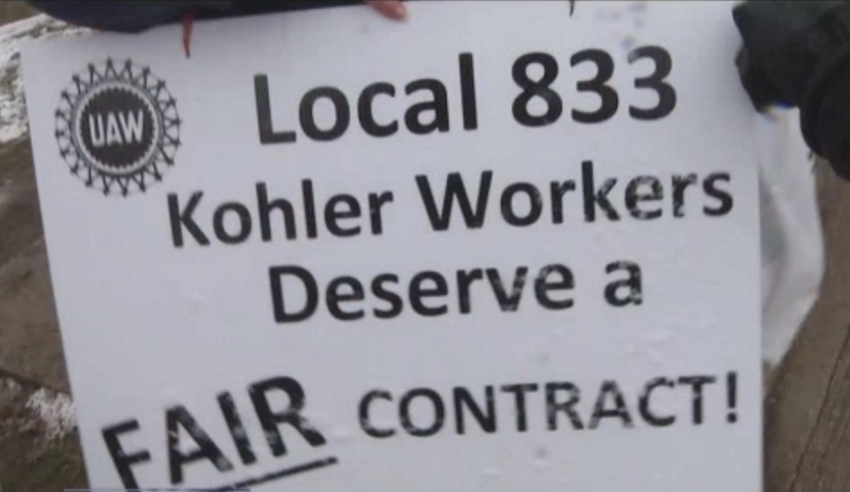 UAW
Local 833
Kohler Workers
Deserve a
FAIR CONTRACT!